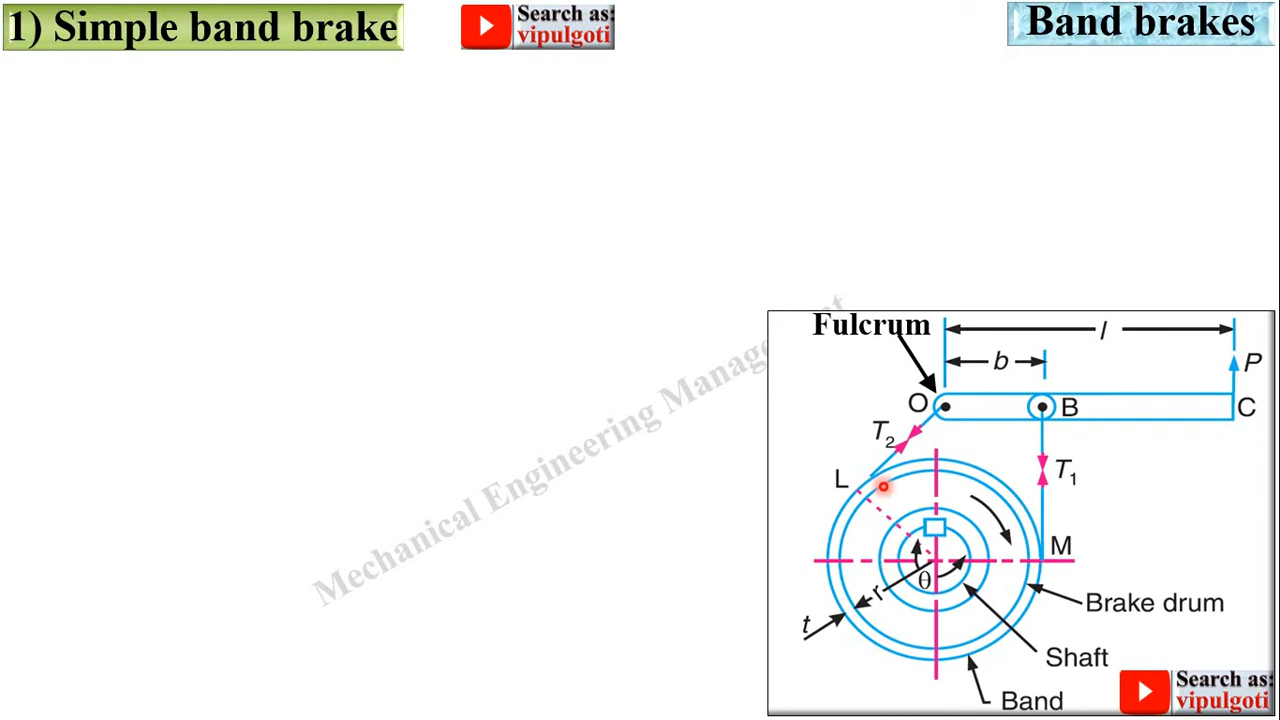 1) Simple band brake
Search as:
vipulgoti
Band brakes
Mechanical Engineering Management
Fulcrum
l
b
P
O
B
C
T2
T1
L
M
θ
r
t
Brake drum
Shaft
Band
Search as:
vipulgoti